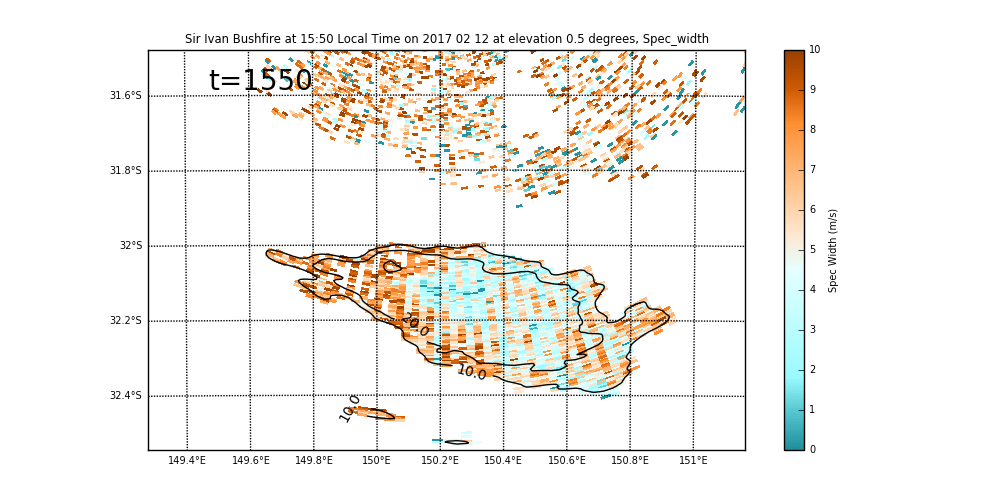 Sir Ivan Bushfire at 15:50 Local Time on 2017 02 12 at elevation 0.5 degrees, Spec_width
t=1550
31.6°S
31.8°S
32°S
32.2°S
32.4°S
149.4°E 149.6°E 149.8°E 150°E 150.2°E 150.4°E 150.6°E 150.8°E 151°E
10.0
10.0
10
9
8
7
6
5
4
3
2
1
0
Spec Width (m/s)